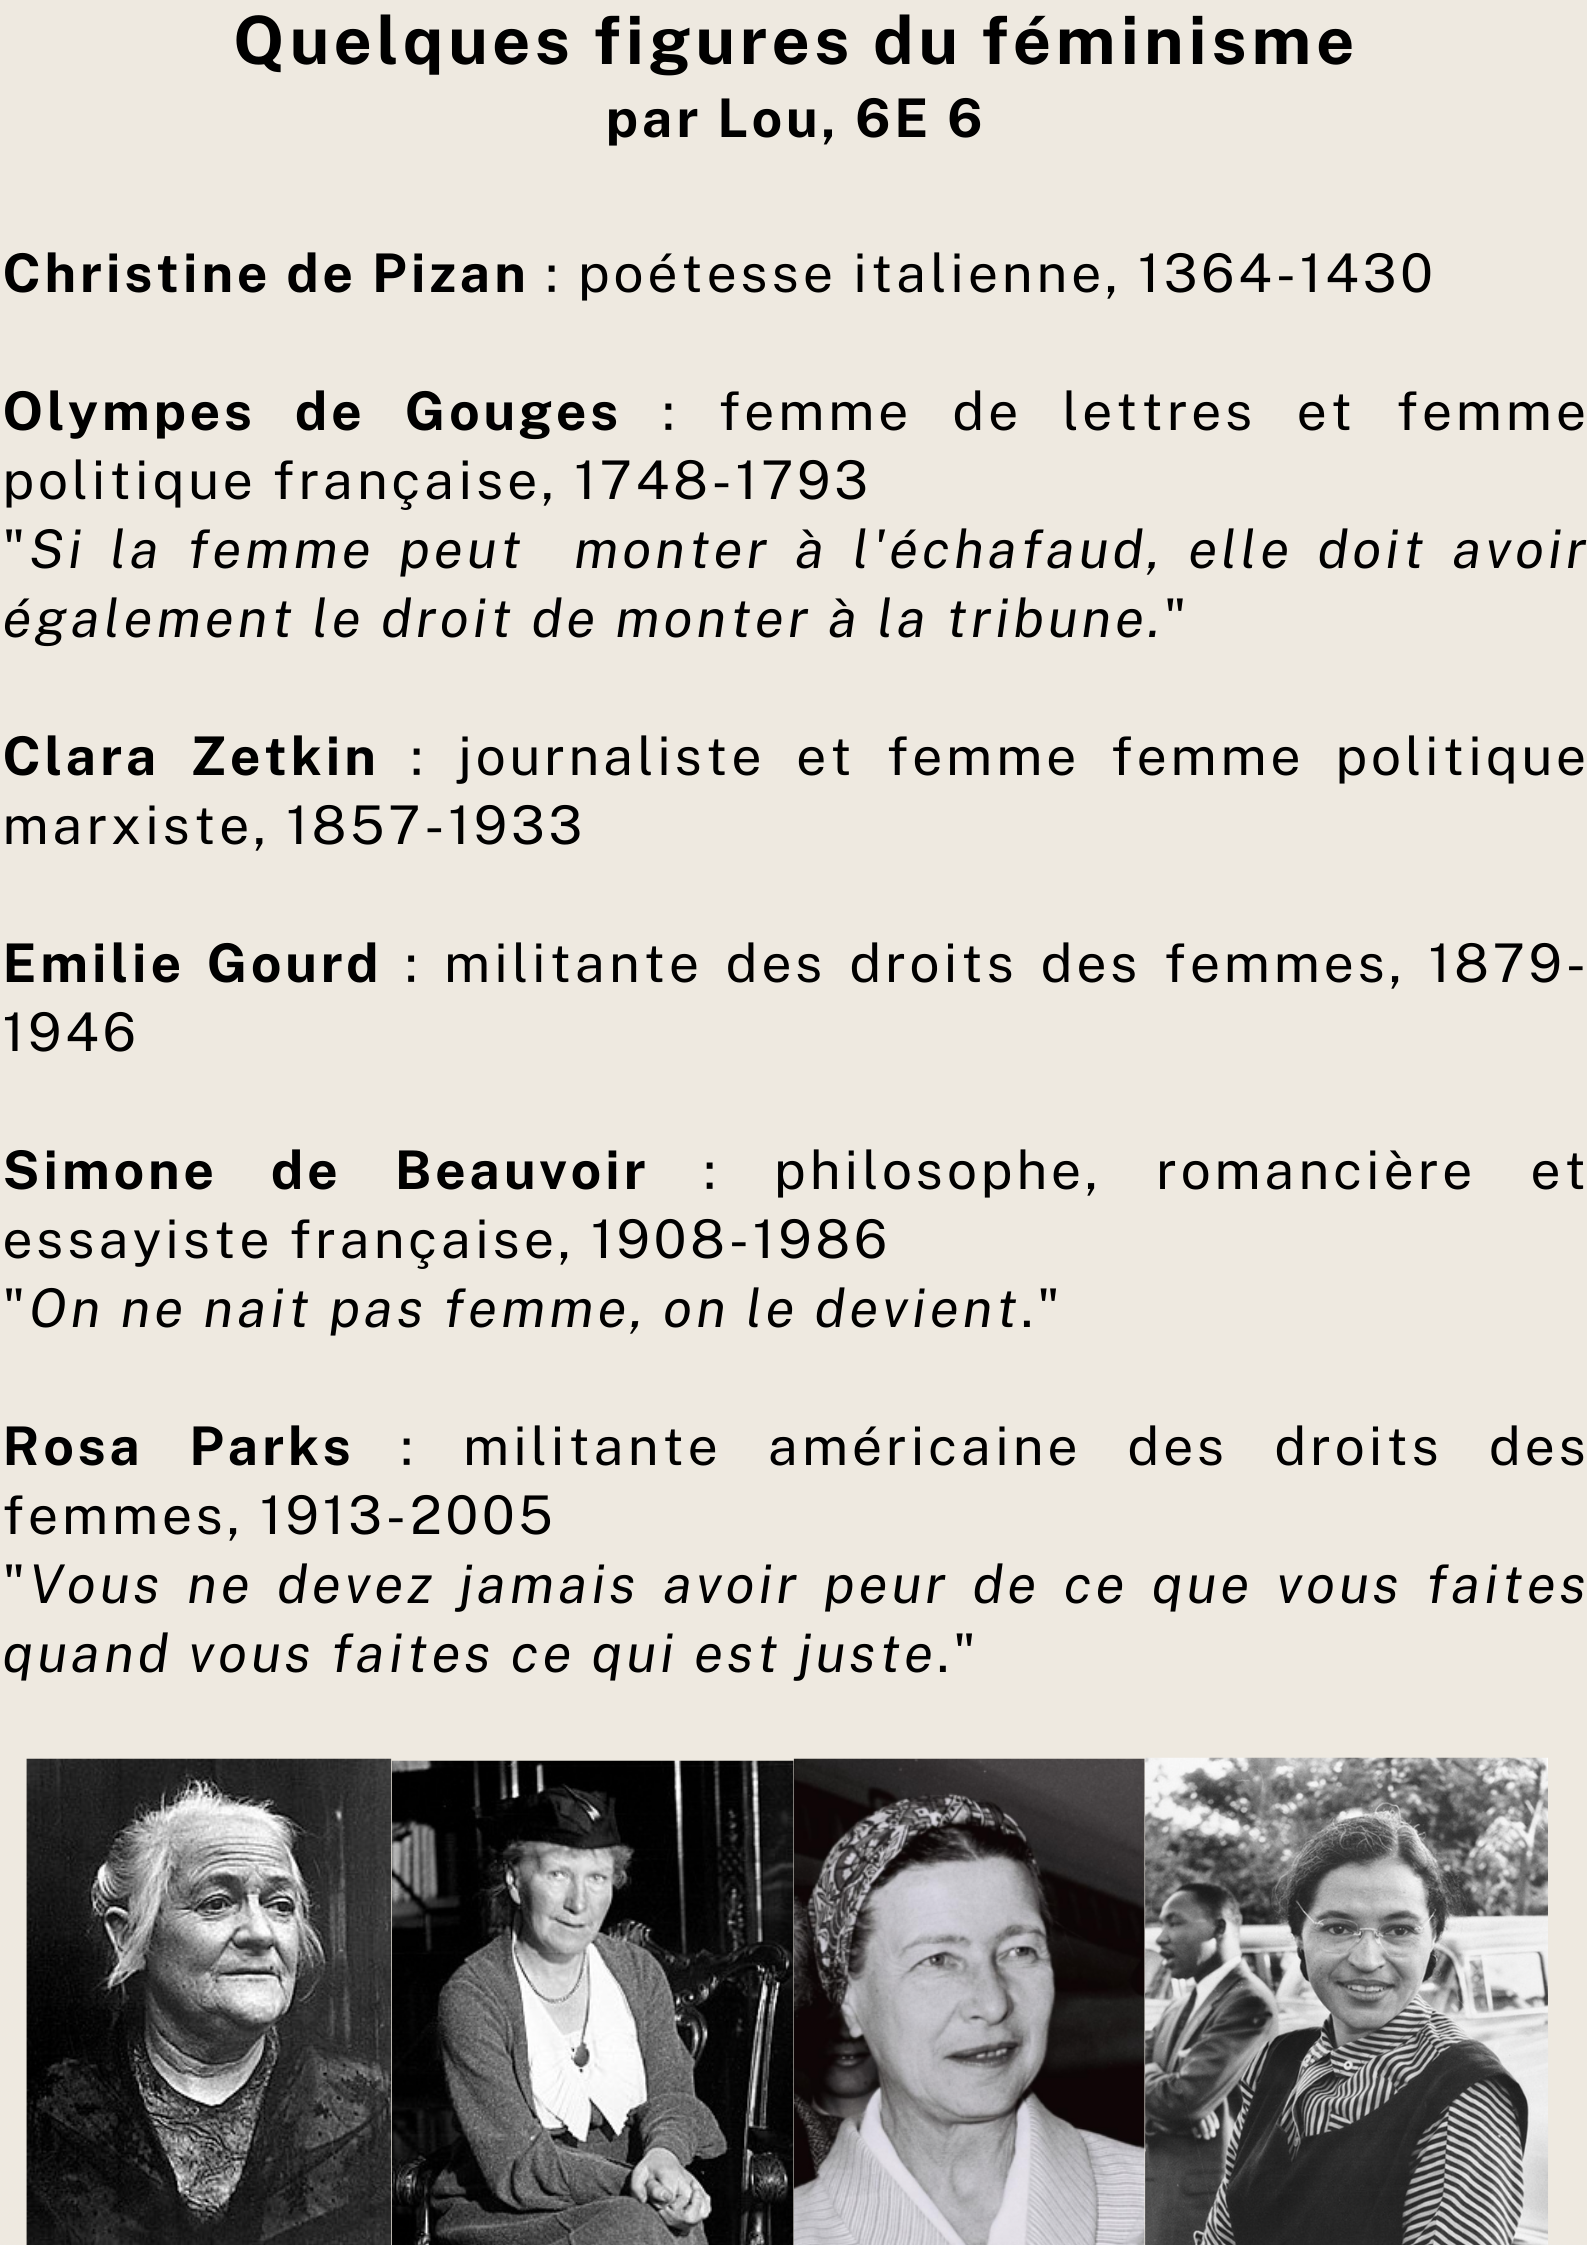 Quelques figures du féminisme
par Lou, 6E 6
Christine de Pizan : poétesse italienne, 1364-1430
Olympes de Gouges : femme de lettres et femme
politique française, 1748-1793
"Si la femme peut  monter à l'échafaud, elle doit avoir
également le droit de monter à la tribune."
Clara Zetkin : journaliste et femme femme politique
marxiste, 1857-1933
Emilie Gourd : militante des droits des femmes, 1879-
1946
Simone de Beauvoir : philosophe, romancière et
essayiste française, 1908-1986
"On ne nait pas femme, on le devient."
Rosa Parks : militante américaine des droits des
femmes, 1913-2005
"Vous ne devez jamais avoir peur de ce que vous faites
quand vous faites ce qui est juste."